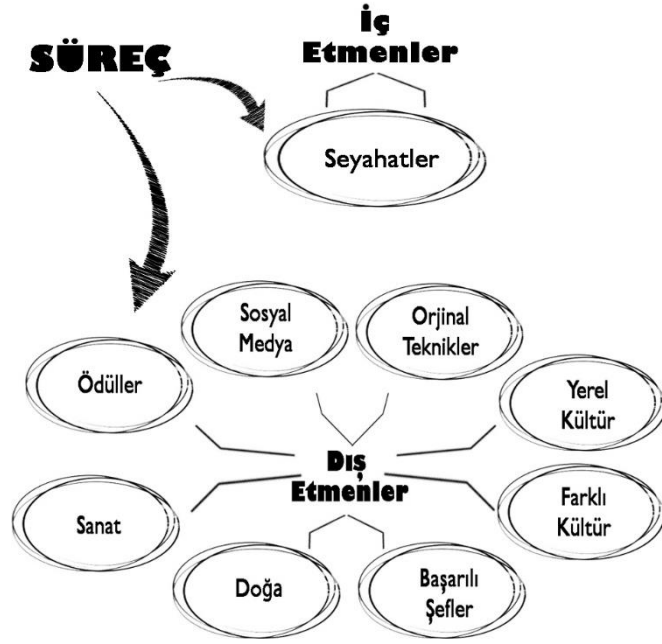 SÜREÇ
İç
Etmenler
Seyahatler
Sosyal
Medya
Orjinal
Teknikler
Ödüller
Yerel
Kültür
Dış
Etmenler
Sanat
Farklı
Kültür
Doğa
Başarılı
Şefler